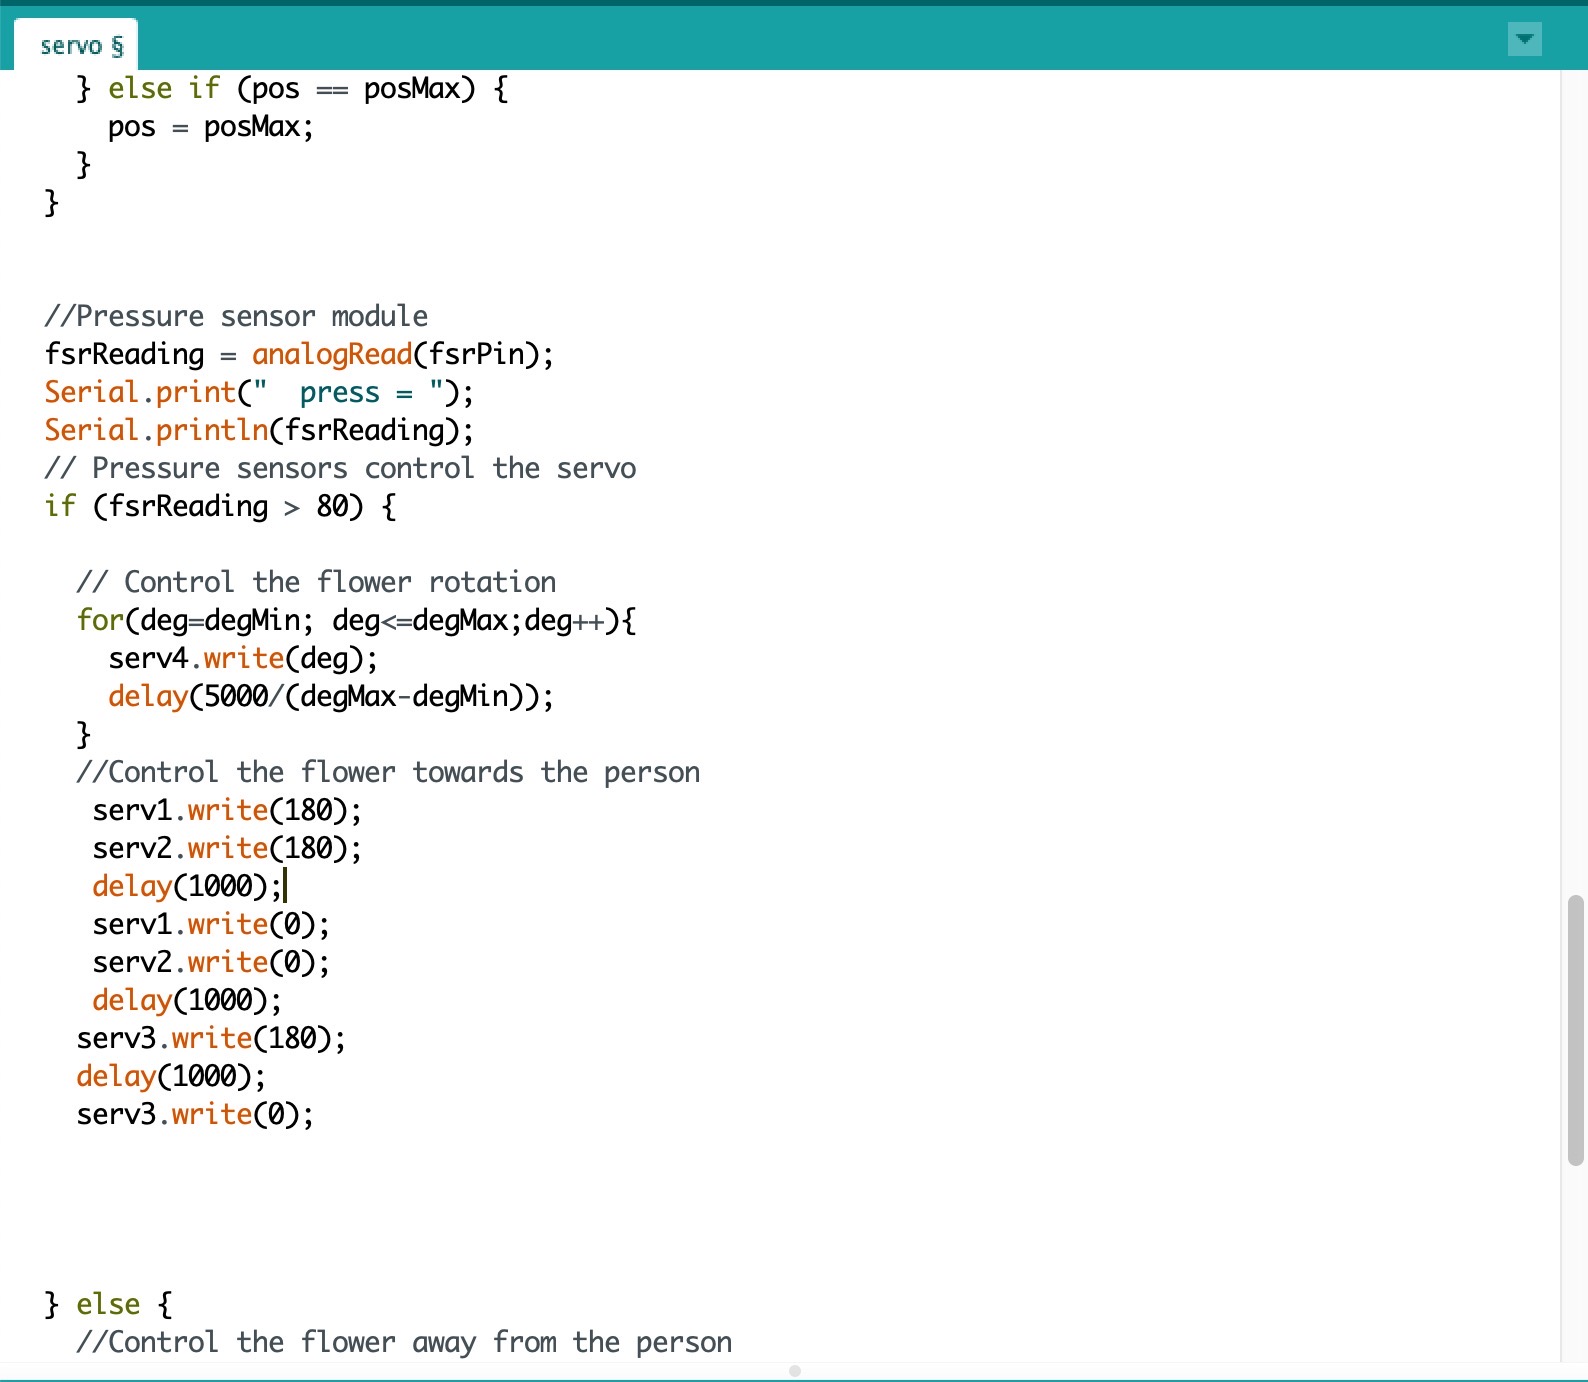 servo §
} else if (pos == posMax) {
pos = posMax;
}
}
//Pressure sensor module
fsrReading = analogRead(fsrPin);
Serial.print("  press = ");
Serial.println(fsrReading);
// Pressure sensors control the servo
if (fsrReading > 80) {
// Control the flower rotation
for(deg=degMin; deg<=degMax;deg++){
serv4.write(deg);
delay(5000/(degMax-degMin));
}
//Control the flower towards the person
serv1.write(180);
serv2.write(180);
delay(1000);
serv1.write(0);
serv2.write(0);
delay(1000);
serv3.write(180);
delay(1000);
serv3.write(0);
} else {
//Control the flower away from the person